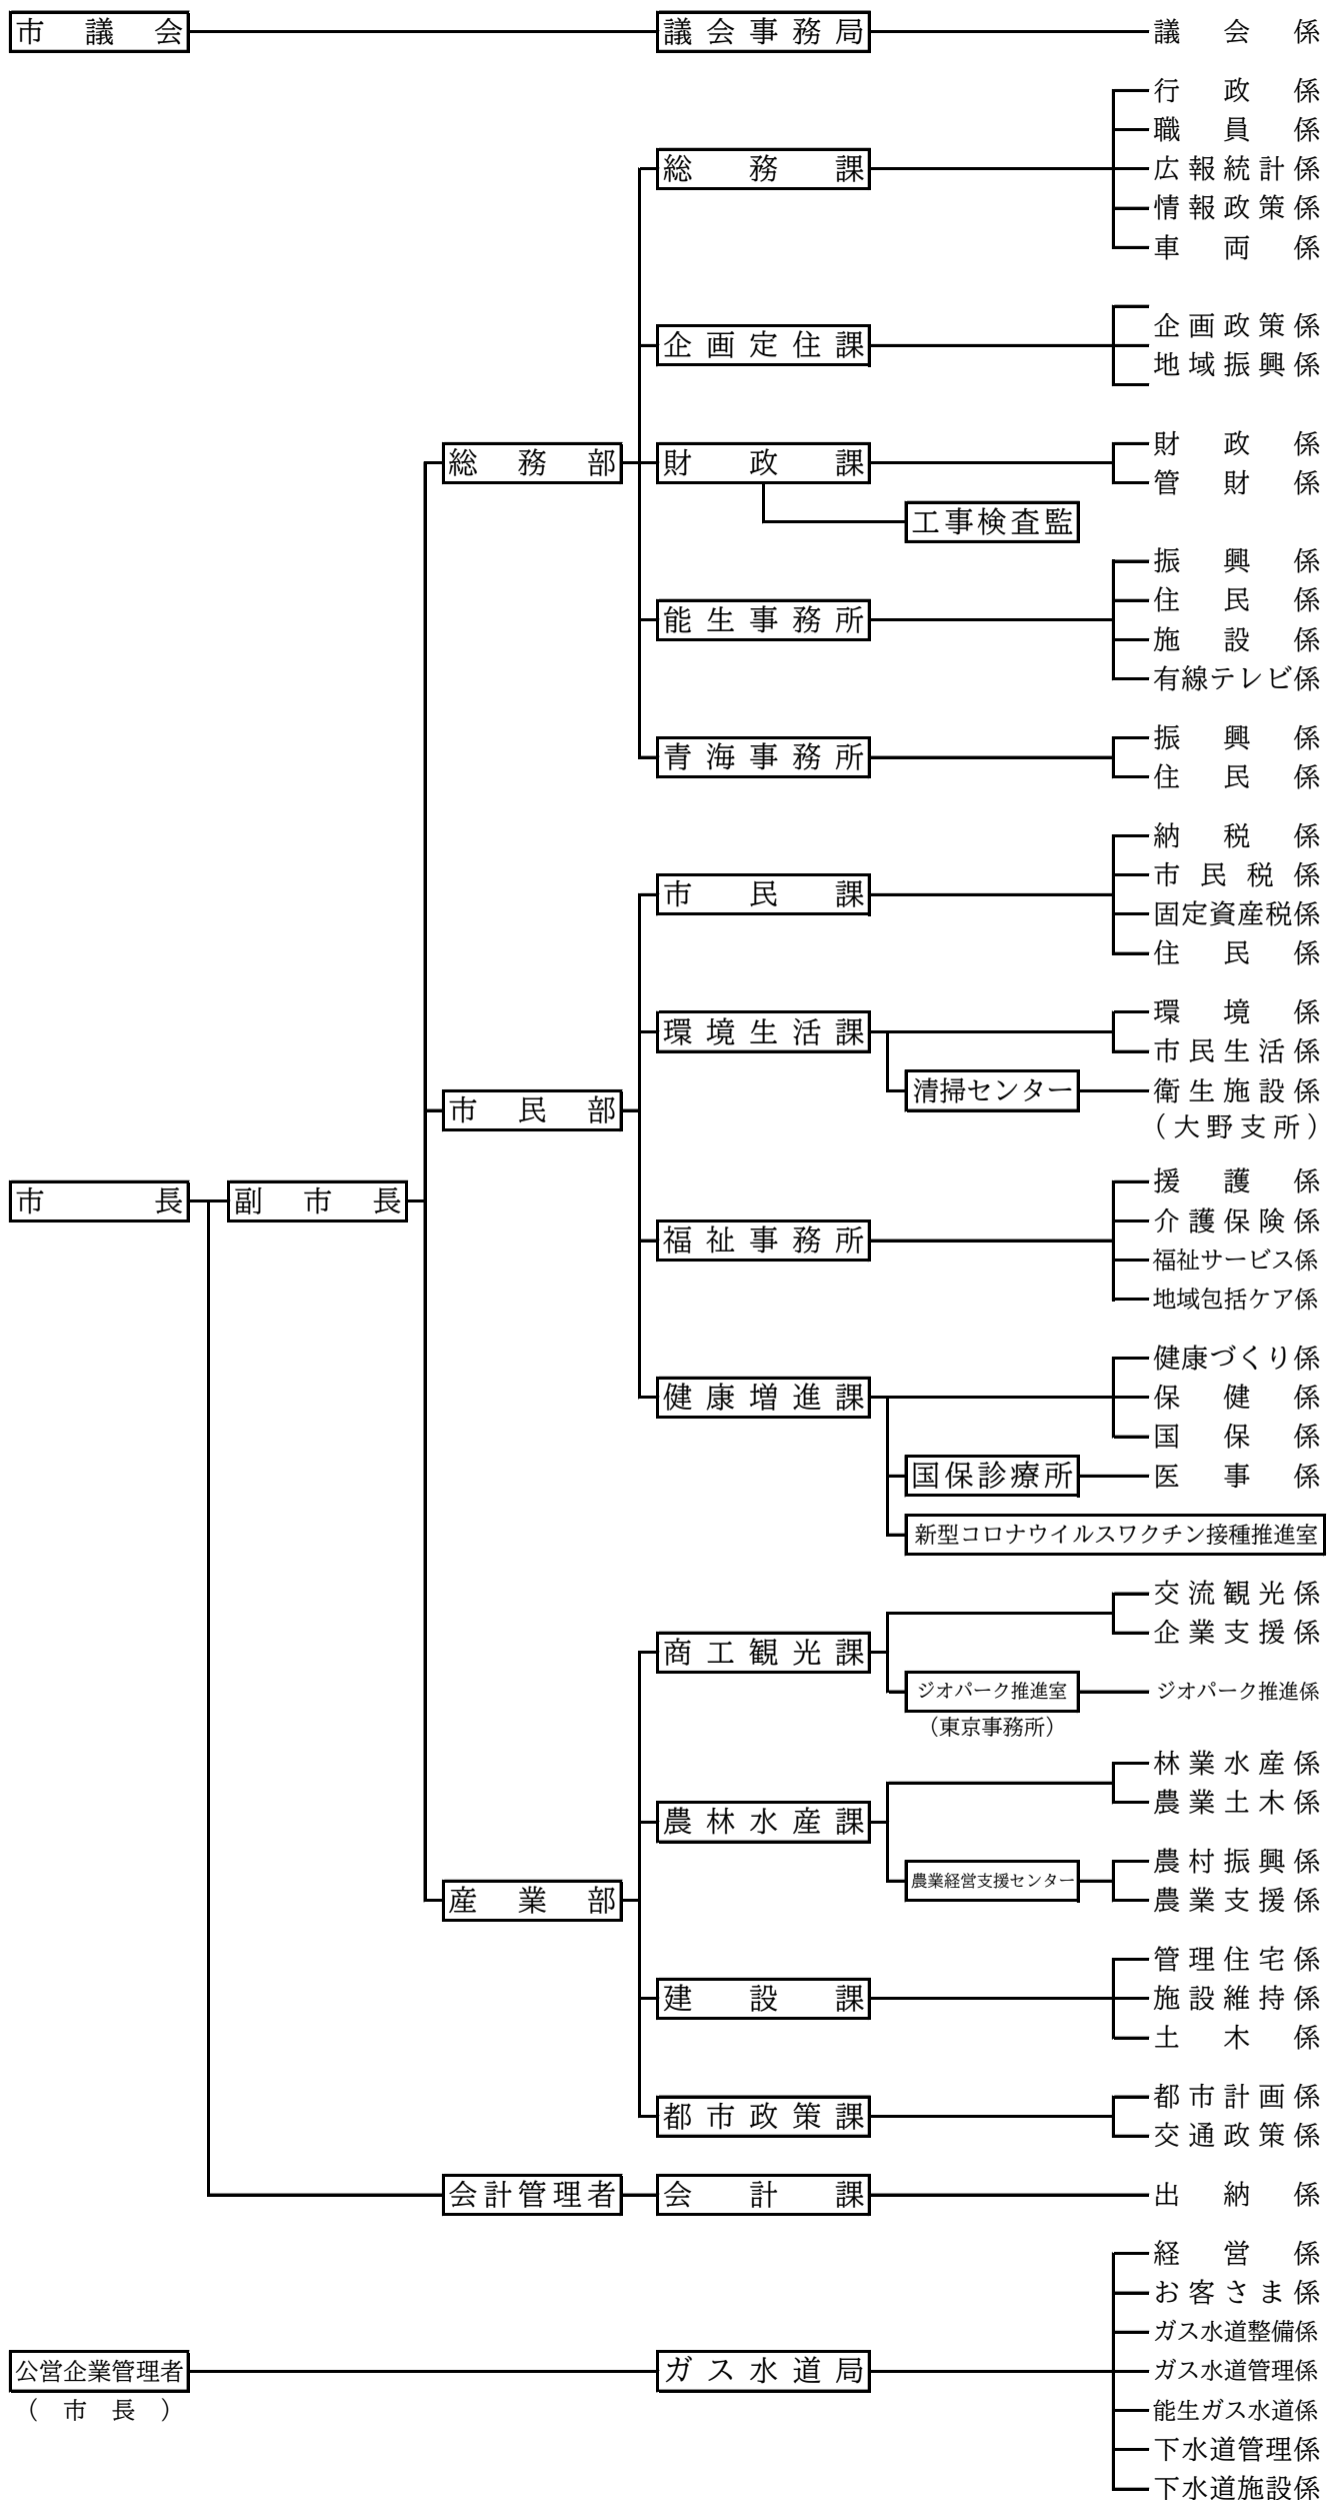 市議会
議会事務局
議会係
行政係
職員係
総務課
広報統計係
情報政策係
車両係
企画政策係
企画定住課
地域振興係
財政係
総務部
財政課
管財係
工事検査監
振興係
住民係
能生事務所
施設係
有線テレビ係
振興係
青海事務所
住民係
納税係
市民税係
市民課
固定資産税係
住民係
環境係
環境生活課
市民生活係
清掃センター
衛生施設係
市民部
（大野支所）
援護係
市長
副市長
介護保険係
福祉事務所
福祉サービス係
地域包括ケア係
健康づくり係
健康増進課
保健係
国保係
国保診療所
医事係
新型コロナウイルスワクチン接種推進室
交流観光係
企業支援係
商工観光課
ジオパーク推進室
ジオパーク推進係
（東京事務所）
林業水産係
農業土木係
農林水産課
農村振興係
農業経営支援センター
農業支援係
産業部
管理住宅係
建設課
施設維持係
土木係
都市計画係
都市政策課
交通政策係
会計管理者
会計課
出納係
経営係
お客さま係
ガス水道整備係
公営企業管理者
ガス水道局
ガス水道管理係
（市長）
能生ガス水道係
下水道管理係
下水道施設係